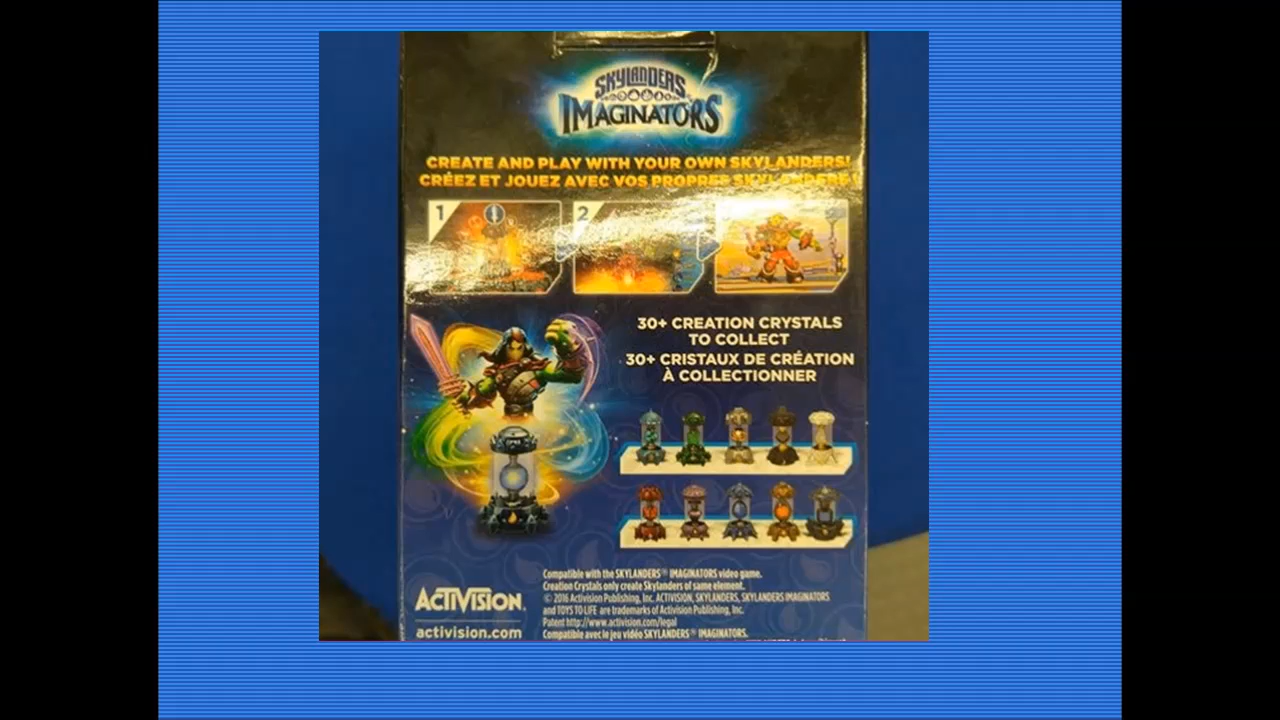 SKYLANDERS
IMAGINATORS
CREATE AND PLAY WITH YOUR OWN SKYLANDERS!
CRÉEZ ET JOUEZ AVEC VOS PROPRES SKYLANDERS !
1
2
30+ CREATION CRYSTALS
TO COLLECT
30+ CRISTAUX DE CRÉATION
À COLLECTIONNER
Compatible with the SKYLANDERS™ IMAGINATORS video game.
Creation Crystals only create Skylanders of same element.
© 2016 Activision Publishing, Inc. ACTIVISION, SKYLANDERS, SKYLANDERS IMAGINATORS
and TOYS TO LIFE are trademarks of Activision Publishing, Inc.
Patent http://www.activision.com/legal
Compatible avec le jeu vidéo SKYLANDERS™ IMAGINATORS.
ACTIVISION.
activision.com